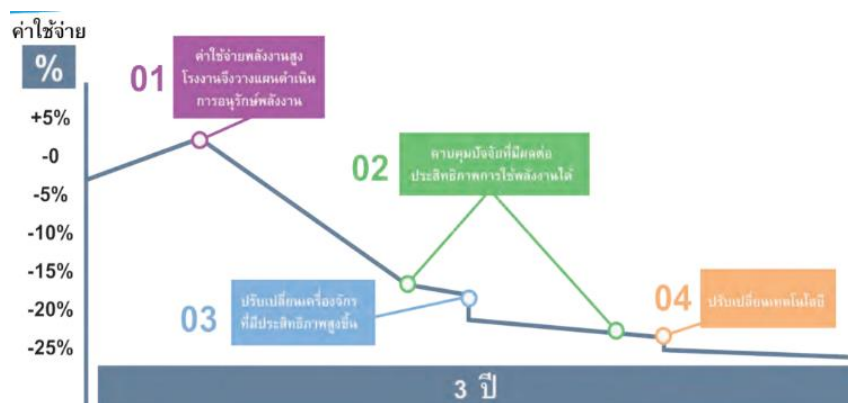 ค่าใช้จ่าย
%
+5%
-0
-5%
-10%
-15%
-20%
-25%
01
ค่าใช้จ่ายพลังงานสูง
โรงงานจึงวางแผนดำเนิน
การอนุรักษ์พลังงาน
02
ควบคุมปัจจัยที่มีผลต่อ
ประสิทธิภาพการใช้พลังงานได้
03
ปรับเปลี่ยนเครื่องจักร
ที่มีประสิทธิภาพสูงขึ้น
04
ปรับเปลี่ยนเทคโนโลยี
3 ปี